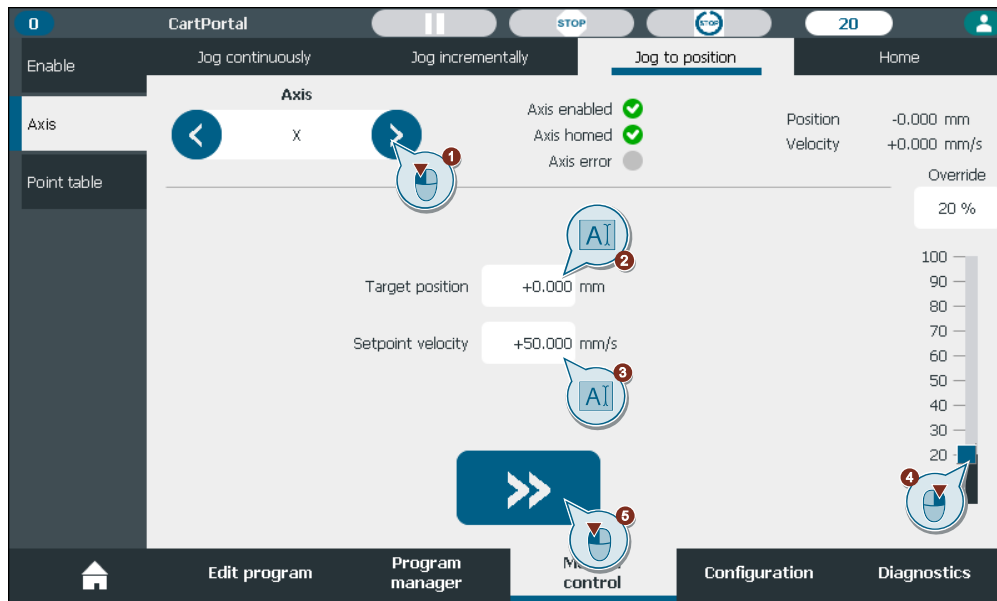 0
CartPortal
STOP
STOP
20
Enable
Jog continuously
Jog incrementally
Jog to position
Home
Axis
Axis
X
1
Axis enabled
Axis homed
Axis error
Position -0.000 mm
Velocity +0.000 mm/s
Point table
Override
20 %
AI
2
Target position +0.000 mm
Setpoint velocity +50.000 mm/s
3
AI
100
90
80
70
60
50
40
30
20
4
5
Edit program
Program
manager
control
Configuration
Diagnostics